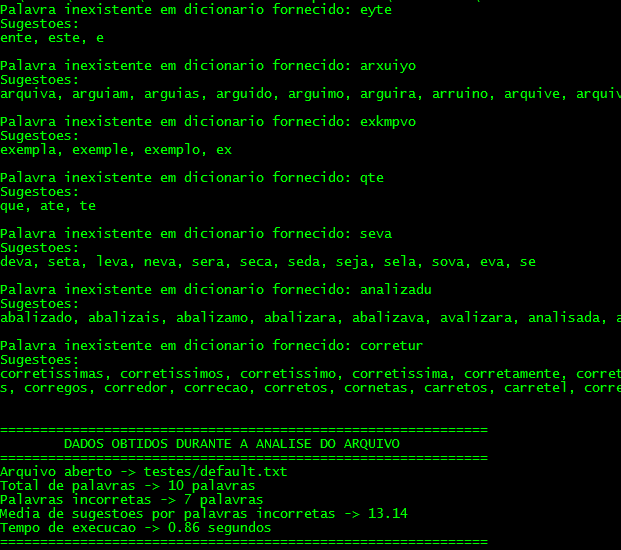 Palavra inexistente em dicionario fornecido: eyte
Sugestoes:
ente, este, e
Palavra inexistente em dicionario fornecido: arxuiyo
Sugestoes:
arquiva, arguiam, arguias, arguido, arguimo, arguira, arruino, arquive, arquiv
Palavra inexistente em dicionario fornecido: exkmpvo
Sugestoes:
exempla, exemple, exemplo, ex
Palavra inexistente em dicionario fornecido: qte
Sugestoes:
que, ate, te
Palavra inexistente em dicionario fornecido: seva
Sugestoes:
deva, seta, leva, neva, sera, seca, seda, seja, sela, sova, eva, se
Palavra inexistente em dicionario fornecido: analizadu
Sugestoes:
abalizado, abalizais, abalizamo, abalizara, abalizava, avalizara, analisada, a
Palavra inexistente em dicionario fornecido: corretur
Sugestoes:
corretissimas, corretissimos, corretissimo, corretissima, corretamente, corret
s, corregos, corredor, correcao, corretos, cornetas, carretos, carretel, corre
=============================================================
DADOS OBTIDOS DURANTE A ANALISE DO ARQUIVO
=============================================================
Arquivo aberto -> testes/default.txt
Total de palavras -> 10 palavras
Palavras incorretas -> 7 palavras
Media de sugestoes por palavras incorretas -> 13.14
Tempo de execucao -> 0.86 segundos
=============================================================